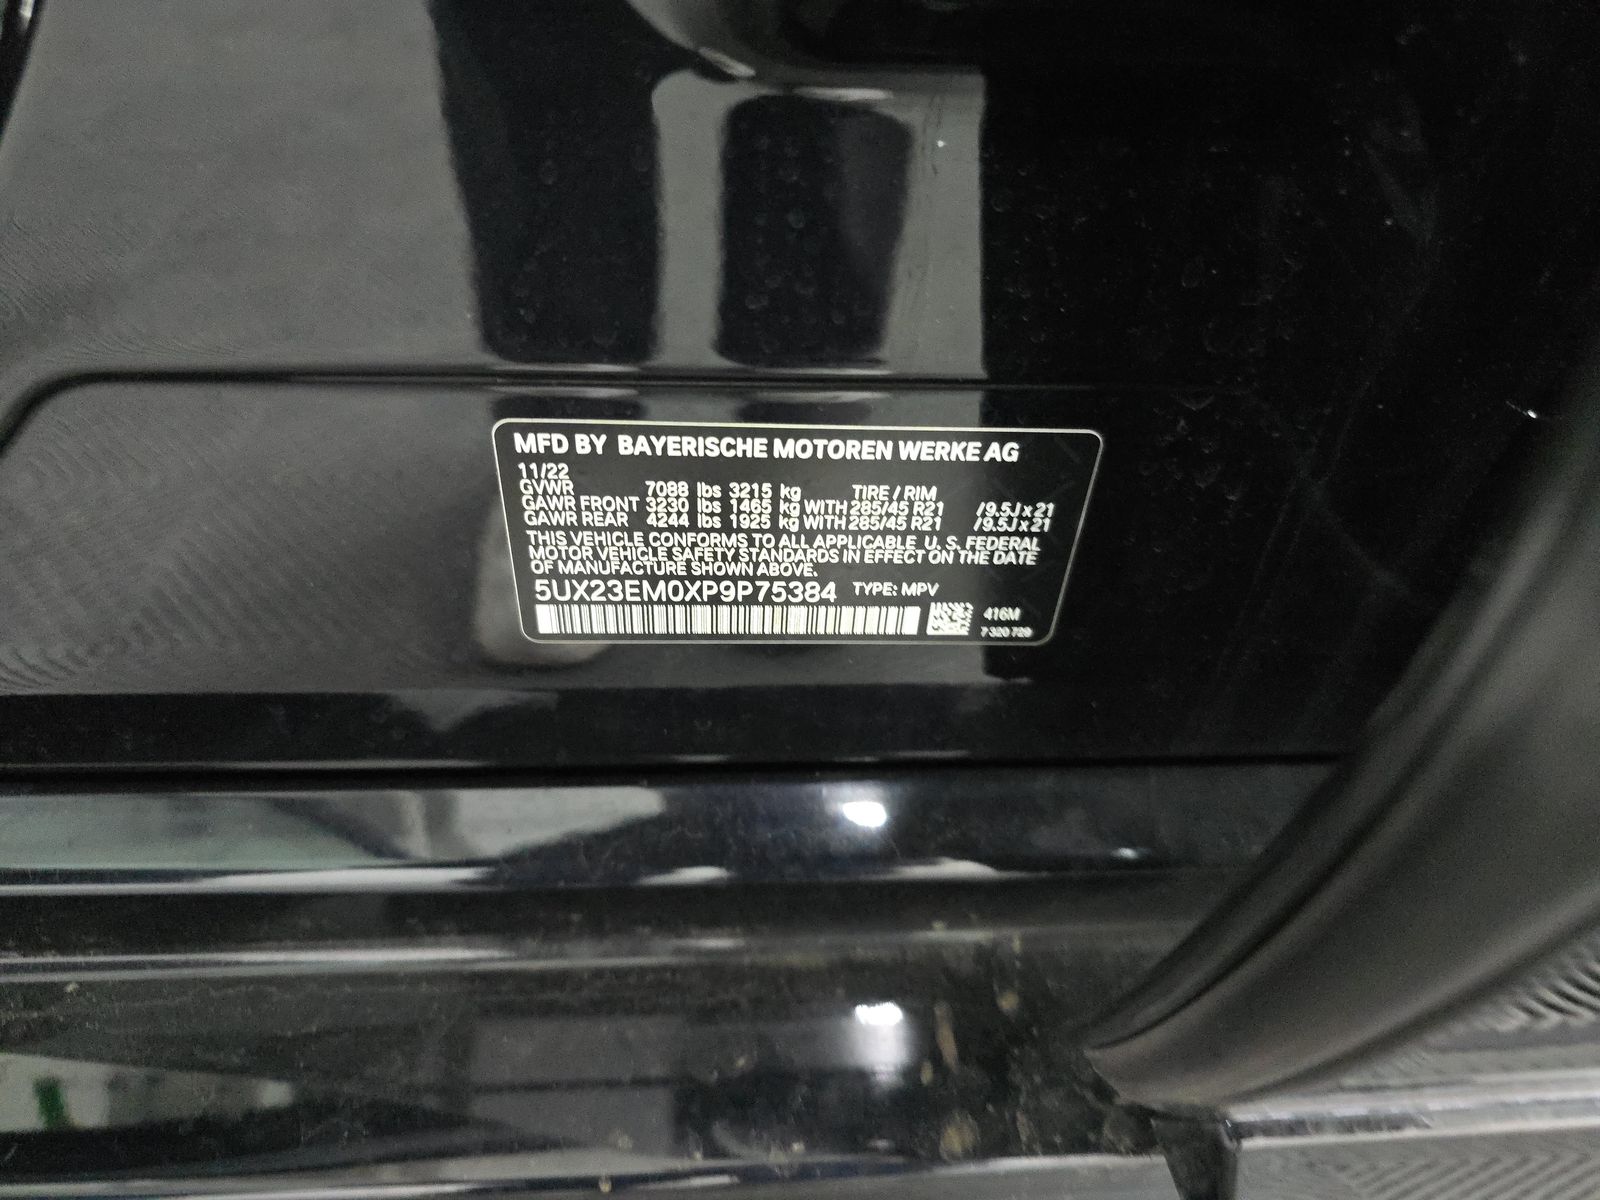 MFD BY BAYERISCHE MOTOREN WERKE AG
11/22
GVWR 7088 lbs 3215 kg TIRE / RIM
GAWR FRONT 3230 lbs 1465 kg WITH 285/45 R21 /9.5J x 21
GAWR REAR 4244 lbs 1925 kg WITH 285/45 R21 /9.5J x 21
THIS VEHICLE CONFORMS TO ALL APPLICABLE U. S. FEDERAL
MOTOR VEHICLE SAFETY STANDARDS IN EFFECT ON THE DATE
OF MANUFACTURE SHOWN ABOVE.
5UX23EM0XP9P75384 TYPE: MPV
416M
7 320 729